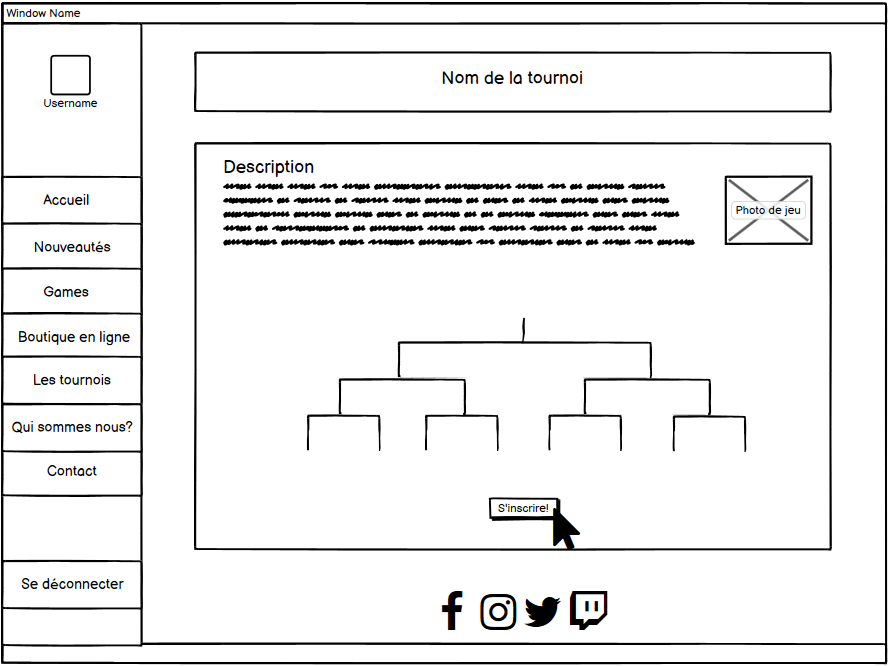 Window Name
Username
Accueil
Nouveautés
Games
Boutique en ligne
Les tournois
Qui sommes nous?
Contact
Se déconnecter
Nom de la tournoi
Description
Photo de jeu
S'inscrire!